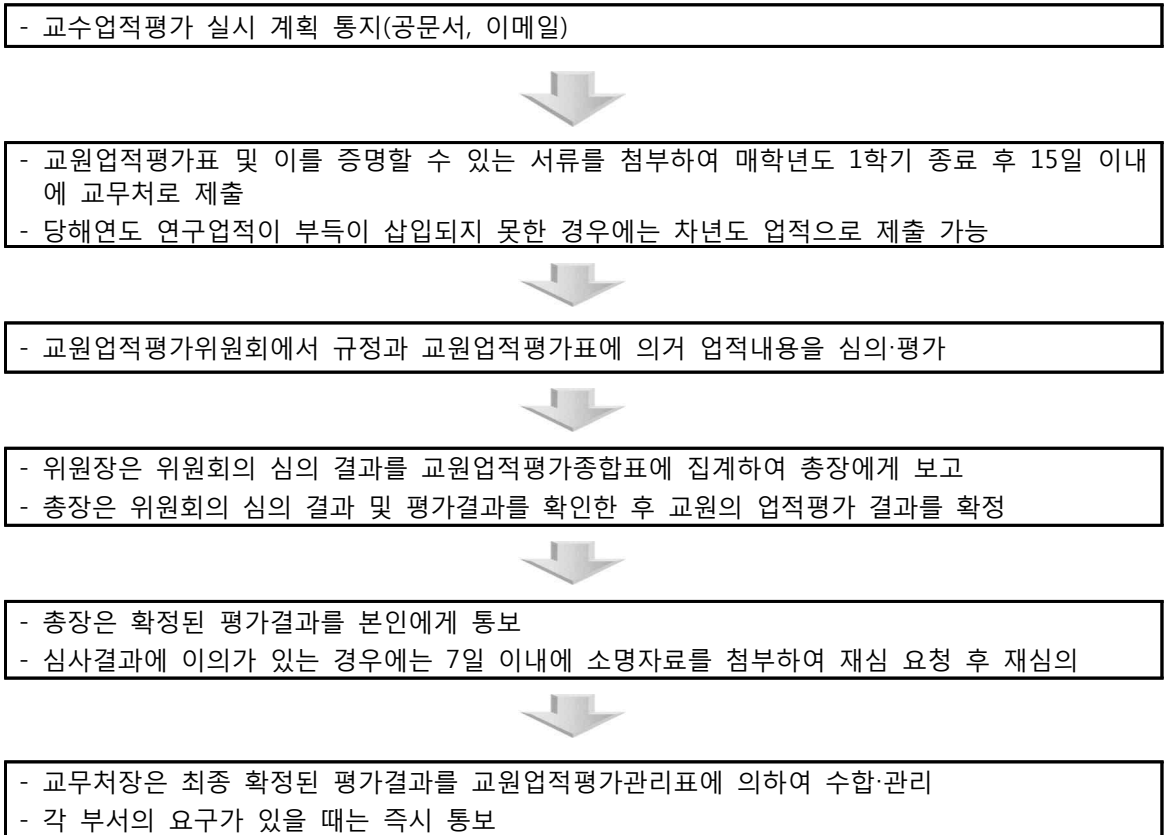 - 교수업적평가 실시 계획 통지(공문서, 이메일)
- 교원업적평가표 및 이를 증명할 수 있는 서류를 첨부하여 매학년도 1학기 종료 후 15일 이내
에 교무처로 제출
- 당해연도 연구업적이 부득이 삽입되지 못한 경우에는 차년도 업적으로 제출 가능
- 교원업적평가위원회에서 규정과 교원업적평가표에 의거 업적내용을 심의·평가
- 위원장은 위원회의 심의 결과를 교원업적평가종합표에 집계하여 총장에게 보고
- 총장은 위원회의 심의 결과 및 평가결과를 확인한 후 교원의 업적평가 결과를 확정
- 총장은 확정된 평가결과를 본인에게 통보
- 심사결과에 이의가 있는 경우에는 7일 이내에 소명자료를 첨부하여 재심 요청 후 재심의
- 교무처장은 최종 확정된 평가결과를 교원업적평가관리표에 의하여 수합·관리
- 각 부서의 요구가 있을 때는 즉시 통보